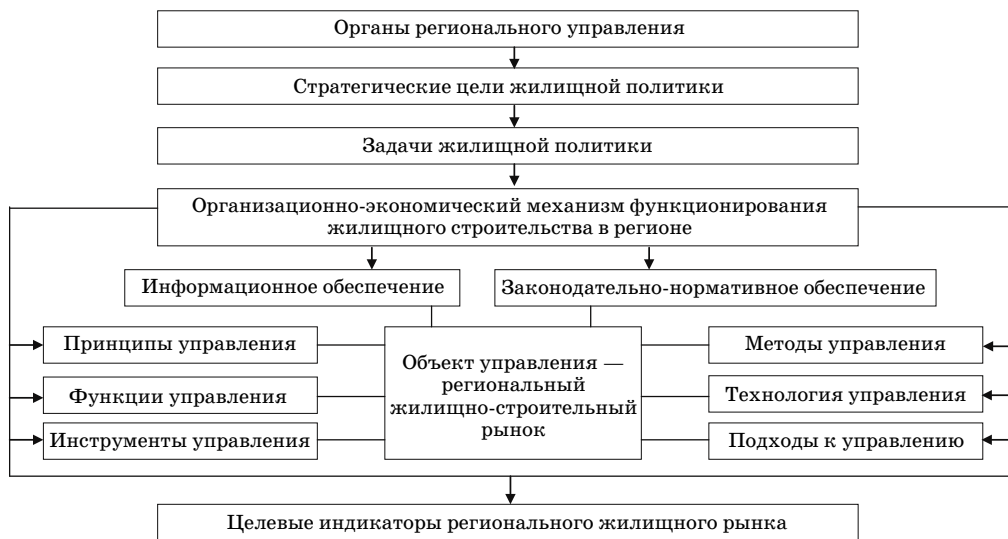 Органы регионального управления
Стратегические цели жилищной политики
Задачи жилищной политики
Организационно-экономический механизм функционирования
жилищного строительства в регионе
Информационное обеспечение
Законодательно-нормативное обеспечение
Принципы управления
Функции управления
Инструменты управления
Объект управления —
региональный
жилищно-строительный
рынок
Методы управления
Технология управления
Подходы к управлению
Целевые индикаторы регионального жилищного рынка